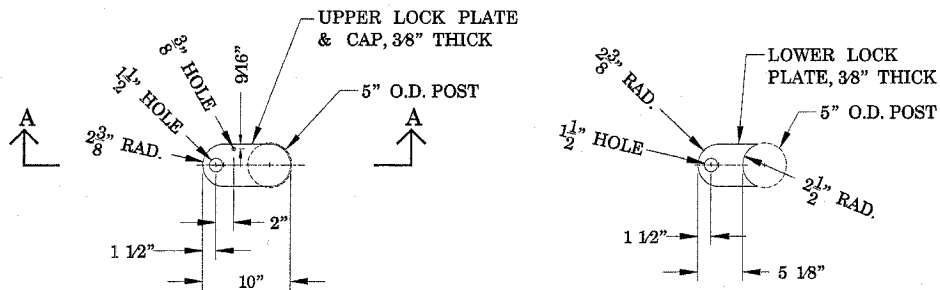 UPPER LOCK PLATE
& CAP, 3/8" THICK
3/8" HOLE
9/16"
1 1/2" HOLE
5" O.D. POST
A
A
2 3/8" RAD.
2"
1 1/2"
10"
2 3/8" RAD.
LOWER LOCK
PLATE, 3/8" THICK
5" O.D. POST
1 1/2" HOLE
2 1/2" RAD.
1 1/2"
5 1/8"